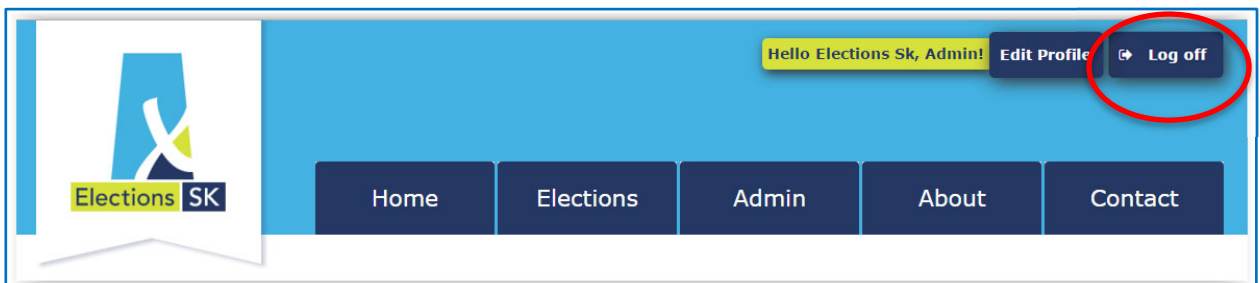 Hello Elections Sk, Admin! Edit Profile Log off
Elections SK
Home Elections Admin About Contact